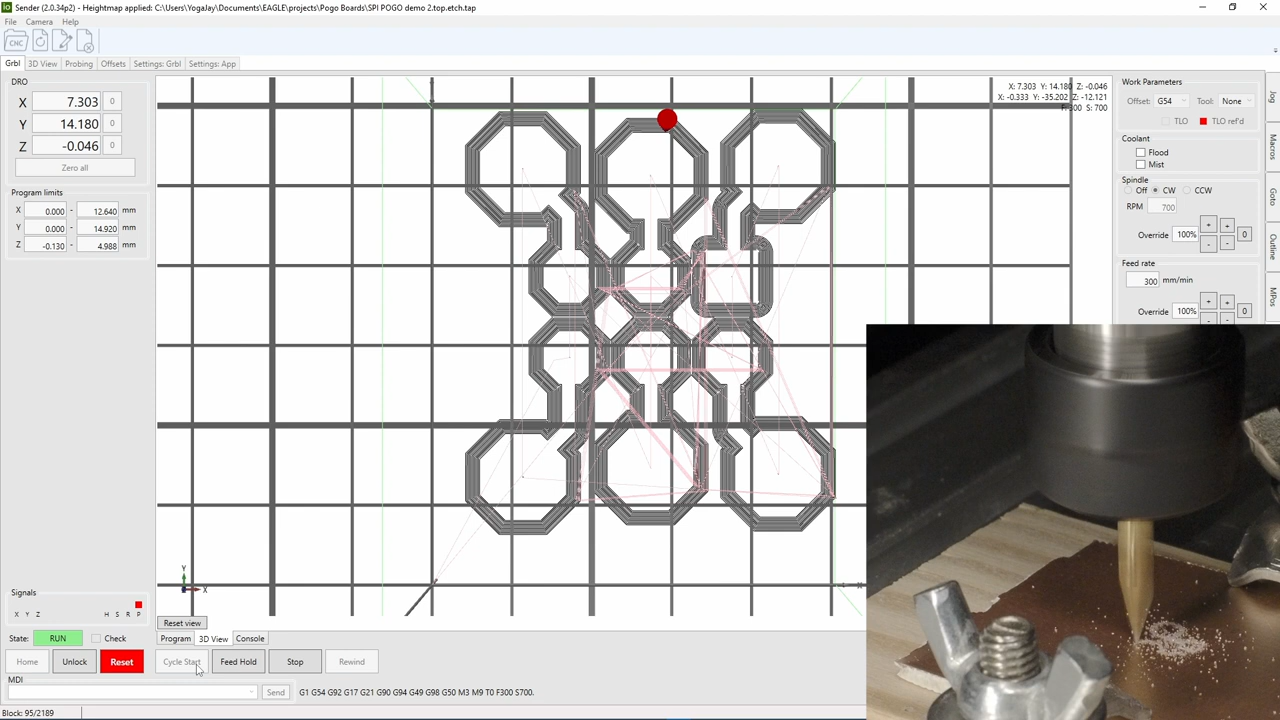 Sender (2.0.34p2) - Heightmap applied: C:\Users\YogaJay\Documents\EAGLE\projects\Pogo Boards\SPI POGO demo 2.top.etch.tap
File Camera Help
CNC
Grbl 3D View Probing Offsets Settings: Grbl Settings: App
DRO
X 7.303 0
Y 14.180 0
Z -0.046 0
Zero all
Program limits
X 0.000 - 12.640 mm
Y 0.000 - 14.920 mm
Z -0.130 - 4.988 mm
X: 7.303 Y: 14.180 Z: -0.046
X: -0.333 Y: -35.202 Z: -12.121
F:300 S: 700
Y
X
X
Work Parameters
Offset: G54 Tool: None
TLO TLO ref'd
Coolant
Flood
Mist
Spindle
Off CW CCW
RPM 700
Override 100% + + - - 0
Feed rate
300 mm/min
Override 100% + + - - 0
Jog
Macros
Goto
Outline
MPos
Signals
X Y Z H S R P
State: RUN Check
Reset view
Program 3D View Console
Home Unlock Reset Cycle Start Feed Hold Stop Rewind
MDI
Send G1 G54 G92 G17 G21 G90 G94 G49 G98 G50 M3 M9 T0 F300 S700.
Block: 95/2189